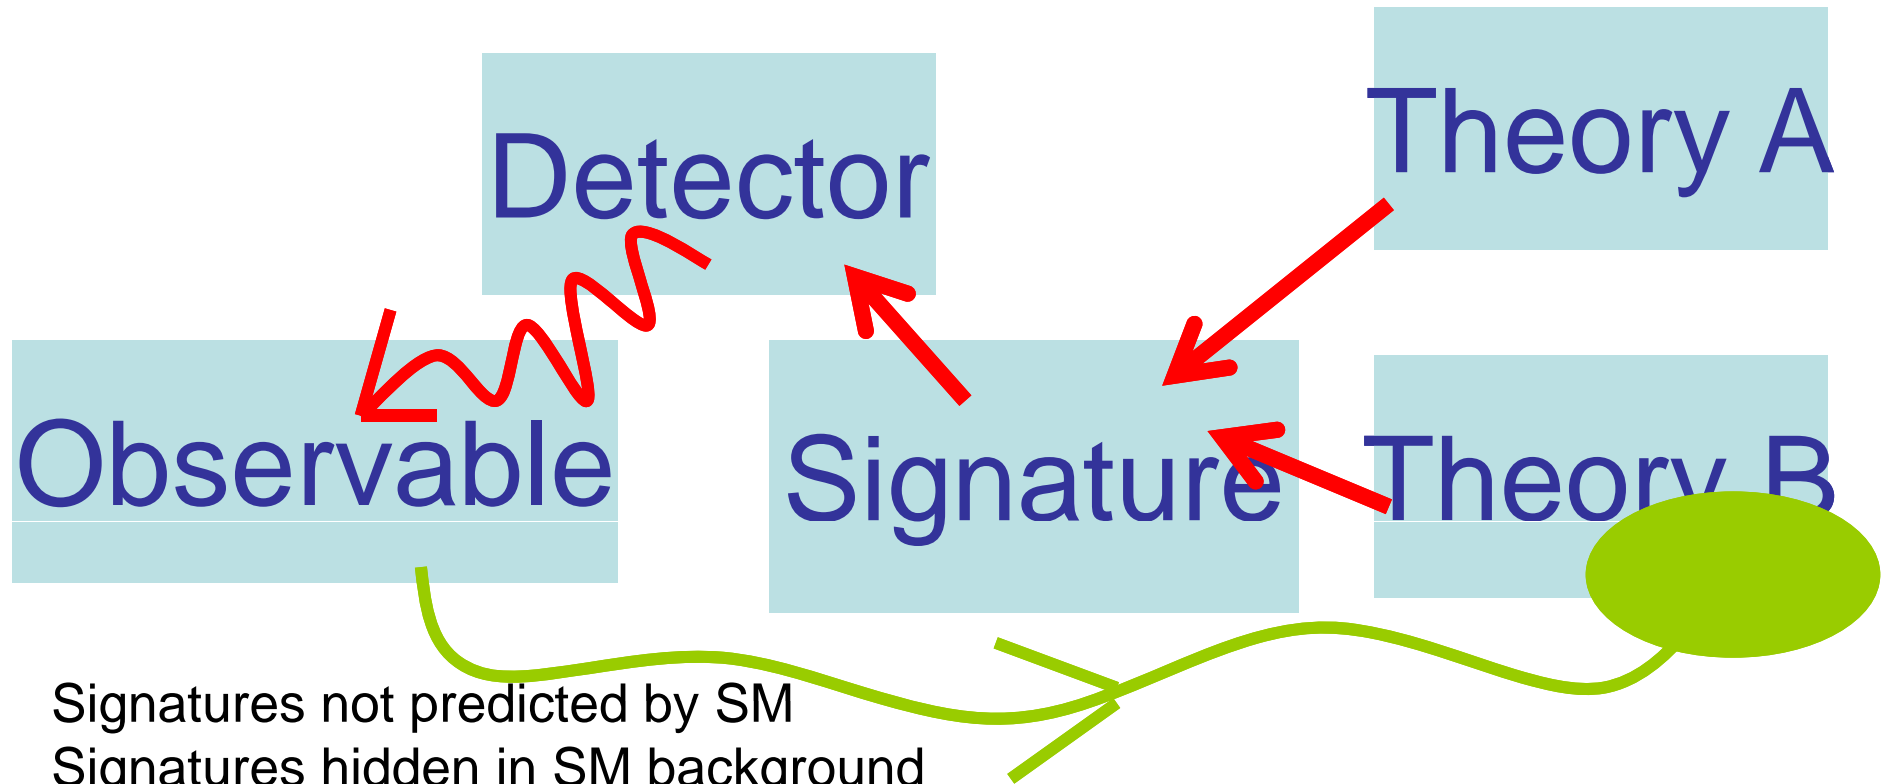 Theory A
Detector
Observable
Signature
Theory B
Signatures not predicted by SM
Signatures hidden in SM background